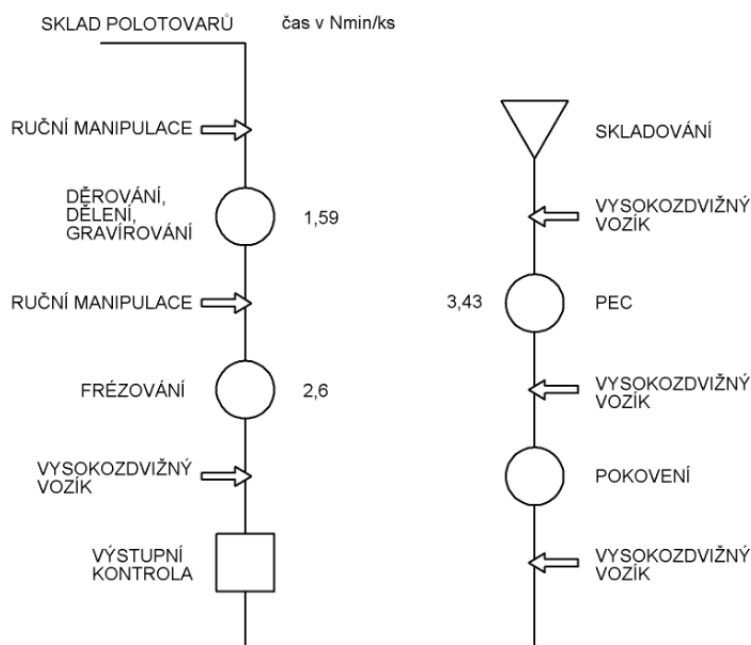 SKLAD POLOTOVARŮ
čas v Nmin/ks
RUČNÍ MANIPULACE
DĚROVÁNÍ,
DĚLENÍ,
GRAVÍROVÁNÍ
1,59
RUČNÍ MANIPULACE
FRÉZOVÁNÍ
2,6
VYSOKOZDVIŽNÝ
VOZÍK
VÝSTUPNÍ
KONTROLA
SKLADOVÁNÍ
VYSOKOZDVIŽNÝ
VOZÍK
3,43
PEC
VYSOKOZDVIŽNÝ
VOZÍK
POKOVENÍ
VYSOKOZDVIŽNÝ
VOZÍK